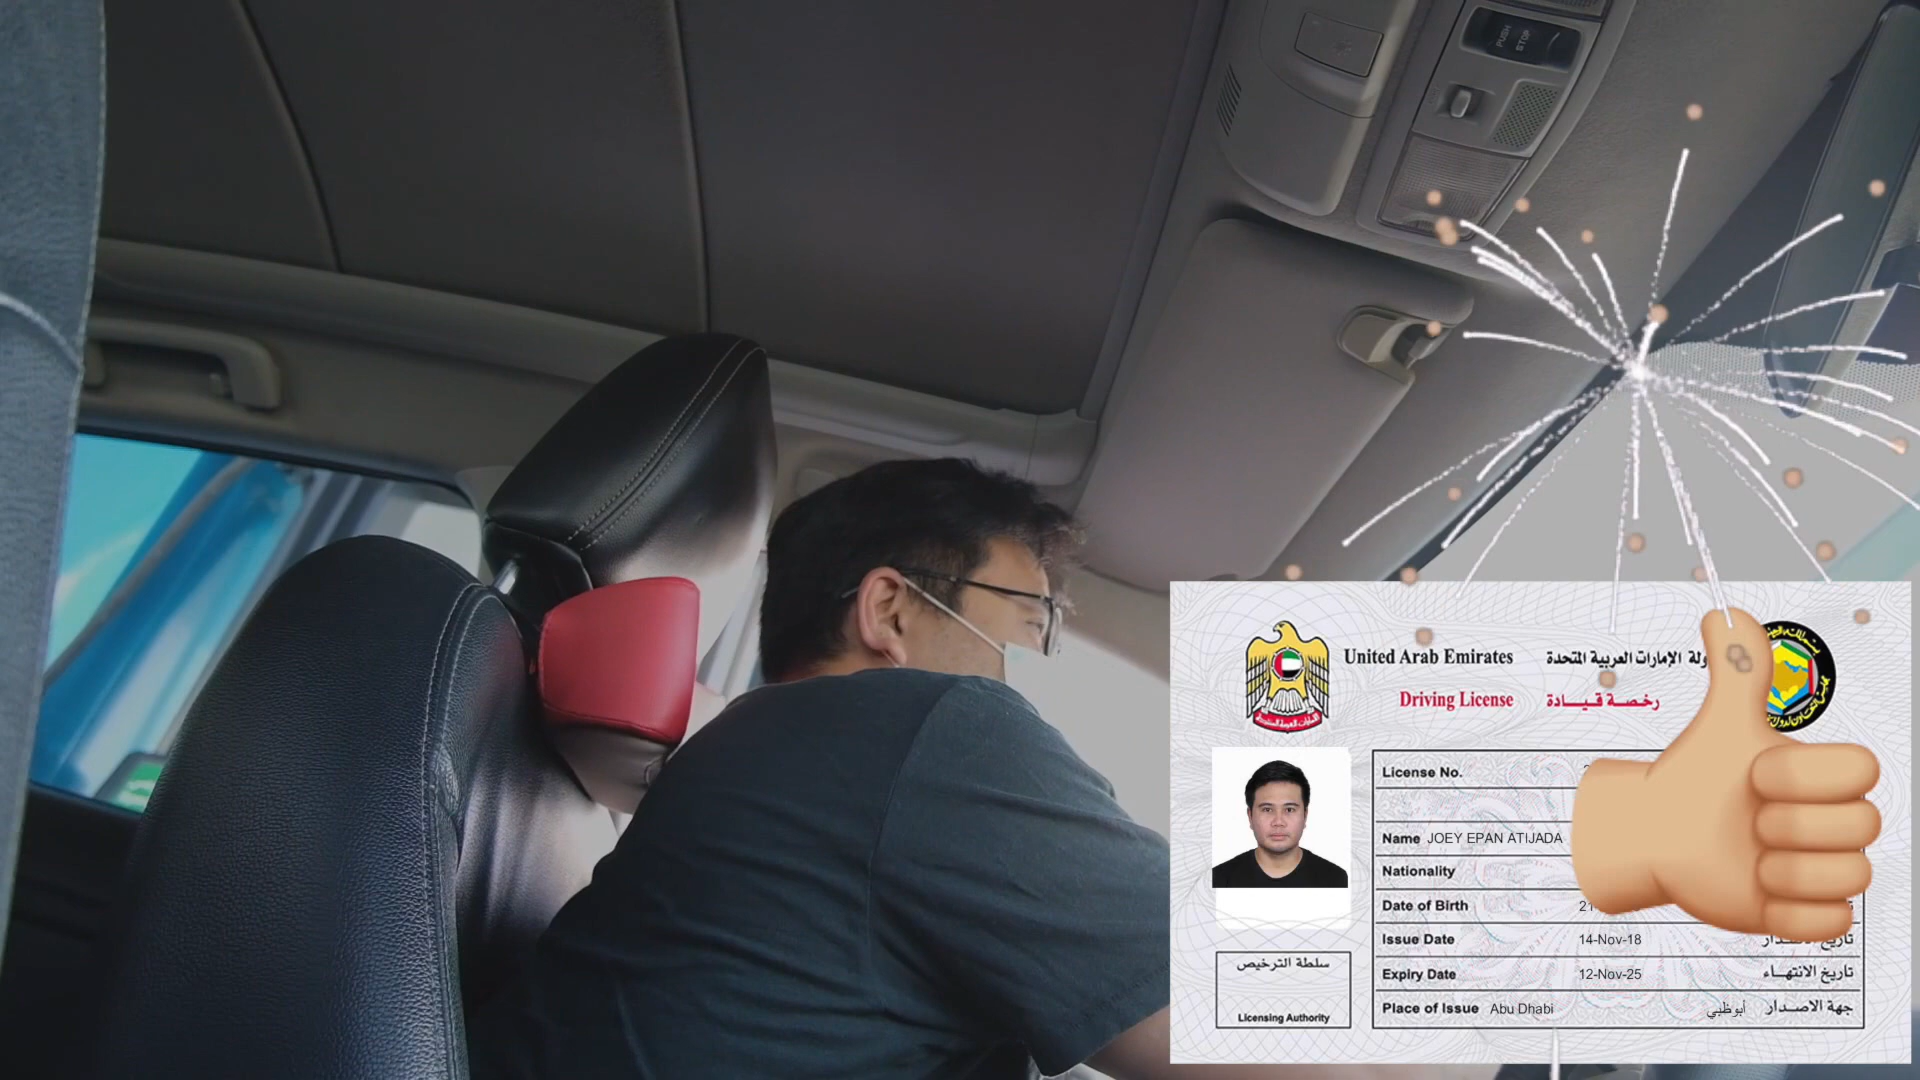 PUSH
STOP
United Arab Emirates
ولة الإمارات العربية المتحدة
Driving License
رخصة قيادة
License No.
Name JOEY EPAN ATIJADA
Nationality
Date of Birth 21
Issue Date 14-Nov-18
Expiry Date 12-Nov-25 تاريخ الانتهاء
Place of Issue Abu Dhabi أبوظبي جهة الاصدار
سلطة الترخيص
Licensing Authority